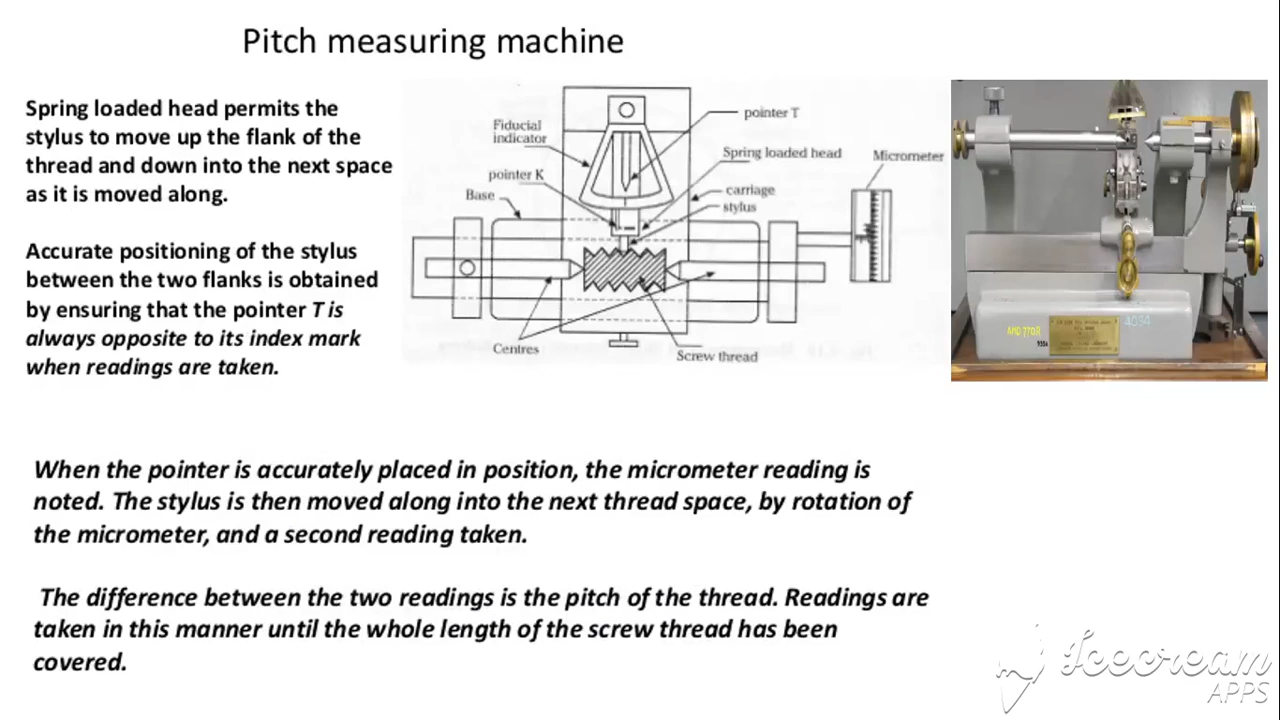 Pitch measuring machine
Spring loaded head permits the
stylus to move up the flank of the
thread and down into the next space
as it is moved along.
Accurate positioning of the stylus
between the two flanks is obtained
by ensuring that the pointer T is
always opposite to its index mark
when readings are taken.
Fiducial
indicator
pointer K
Base
pointer T
Spring loaded head
Micrometer
carriage
stylus
Centres
Screw thread
4034
When the pointer is accurately placed in position, the micrometer reading is
noted. The stylus is then moved along into the next thread space, by rotation of
the micrometer, and a second reading taken.
The difference between the two readings is the pitch of the thread. Readings are
taken in this manner until the whole length of the screw thread has been
covered.
Icecream
APPS